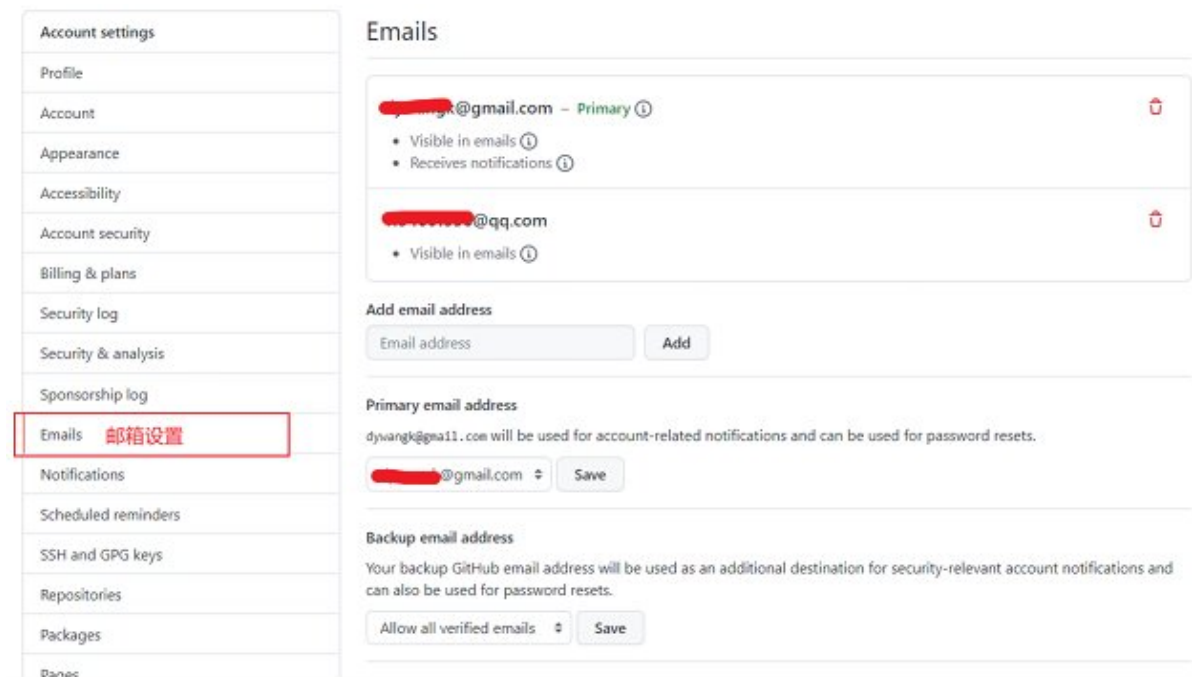 Account settings
Profile
Account
Appearance
Accessibility
Account security
Billing & plans
Security log
Security & analysis
Sponsorship log
Emails 邮箱设置
Notifications
Scheduled reminders
SSH and GPG keys
Repositories
Packages
Pages
Emails
@gmail.com – Primary
• Visible in emails
• Receives notifications
@qq.com
• Visible in emails
Add email address
Email address
Add
Primary email address
dywangk@gmail.com will be used for account-related notifications and can be used for password resets.
@gmail.com Save
Backup email address
Your backup GitHub email address will be used as an additional destination for security-relevant account notifications and
can also be used for password resets.
Allow all verified emails Save